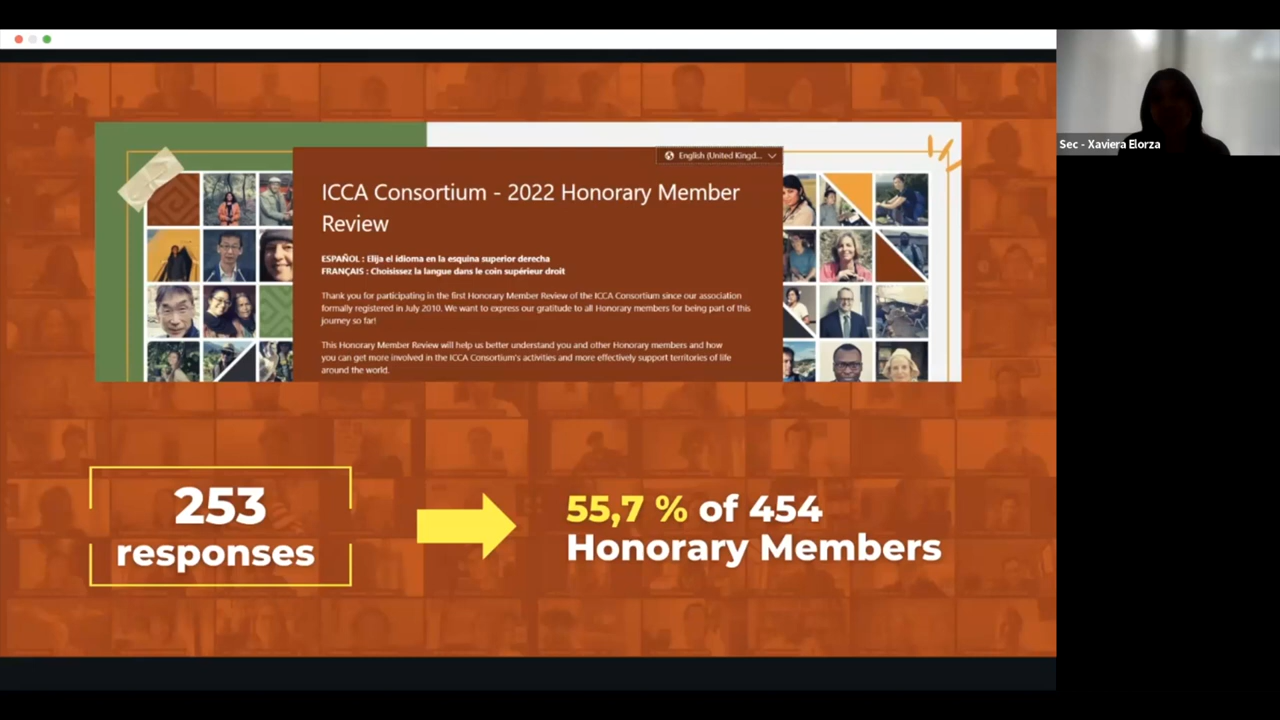 English (United Kingd...
ICCA Consortium - 2022 Honorary Member
Review
ESPAÑOL : Elija el idioma en la esquina superior derecha
FRANÇAIS : Choisissez la langue dans le coin supérieur droit
Thank you for participating in the first Honorary Member Review of the ICCA Consortium since our association
formally registered in July 2010. We want to express our gratitude to all Honorary members for being part of this
journey so far!
This Honorary Member Review will help us better understand you and other Honorary members and how
you can get more involved in the ICCA Consortium's activities and more effectively support territories of life
around the world.
253
responses
55,7 % of 454
Honorary Members
Sec - Xaviera Elorza